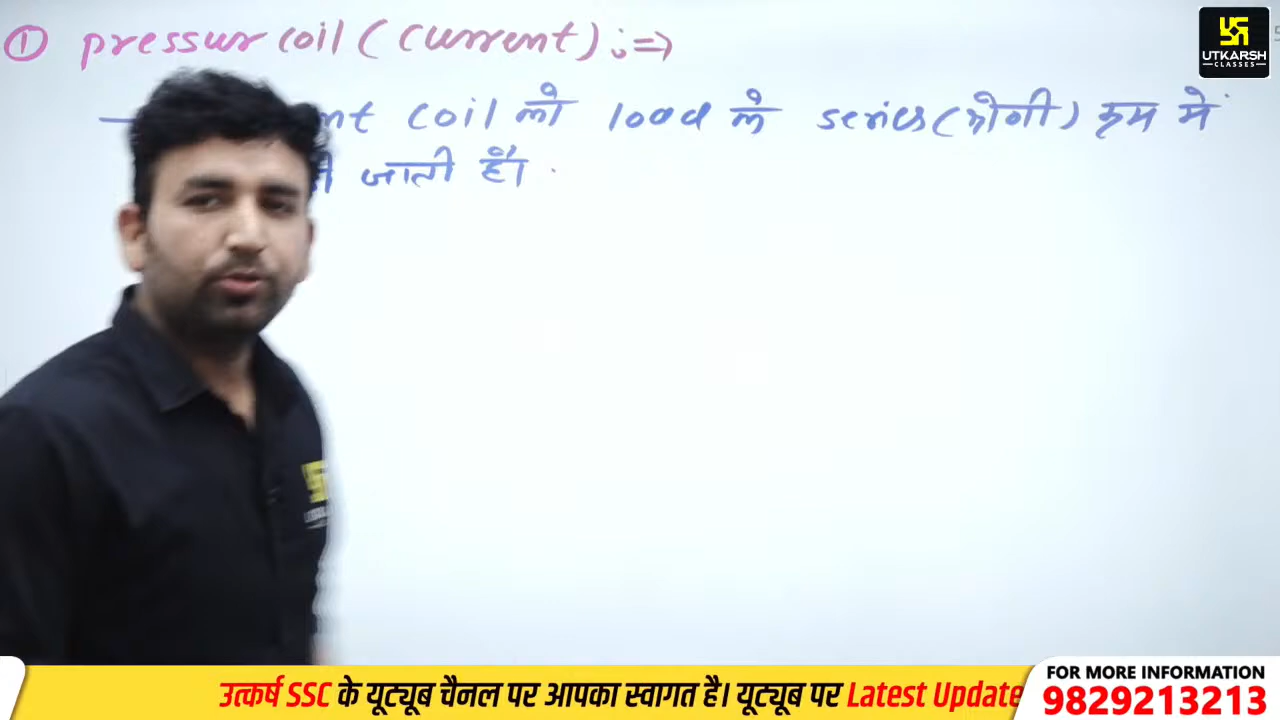 ① pressur coil ( current ) :=>
UTKARSH
CLASSES
coil को load के series (श्रेणी) क्रम में
जाती हैं।
उत्कर्ष SSC के यूट्यूब चैनल पर आपका स्वागत है। यूट्यूब पर Latest Update
FOR MORE INFORMATION
9829213213